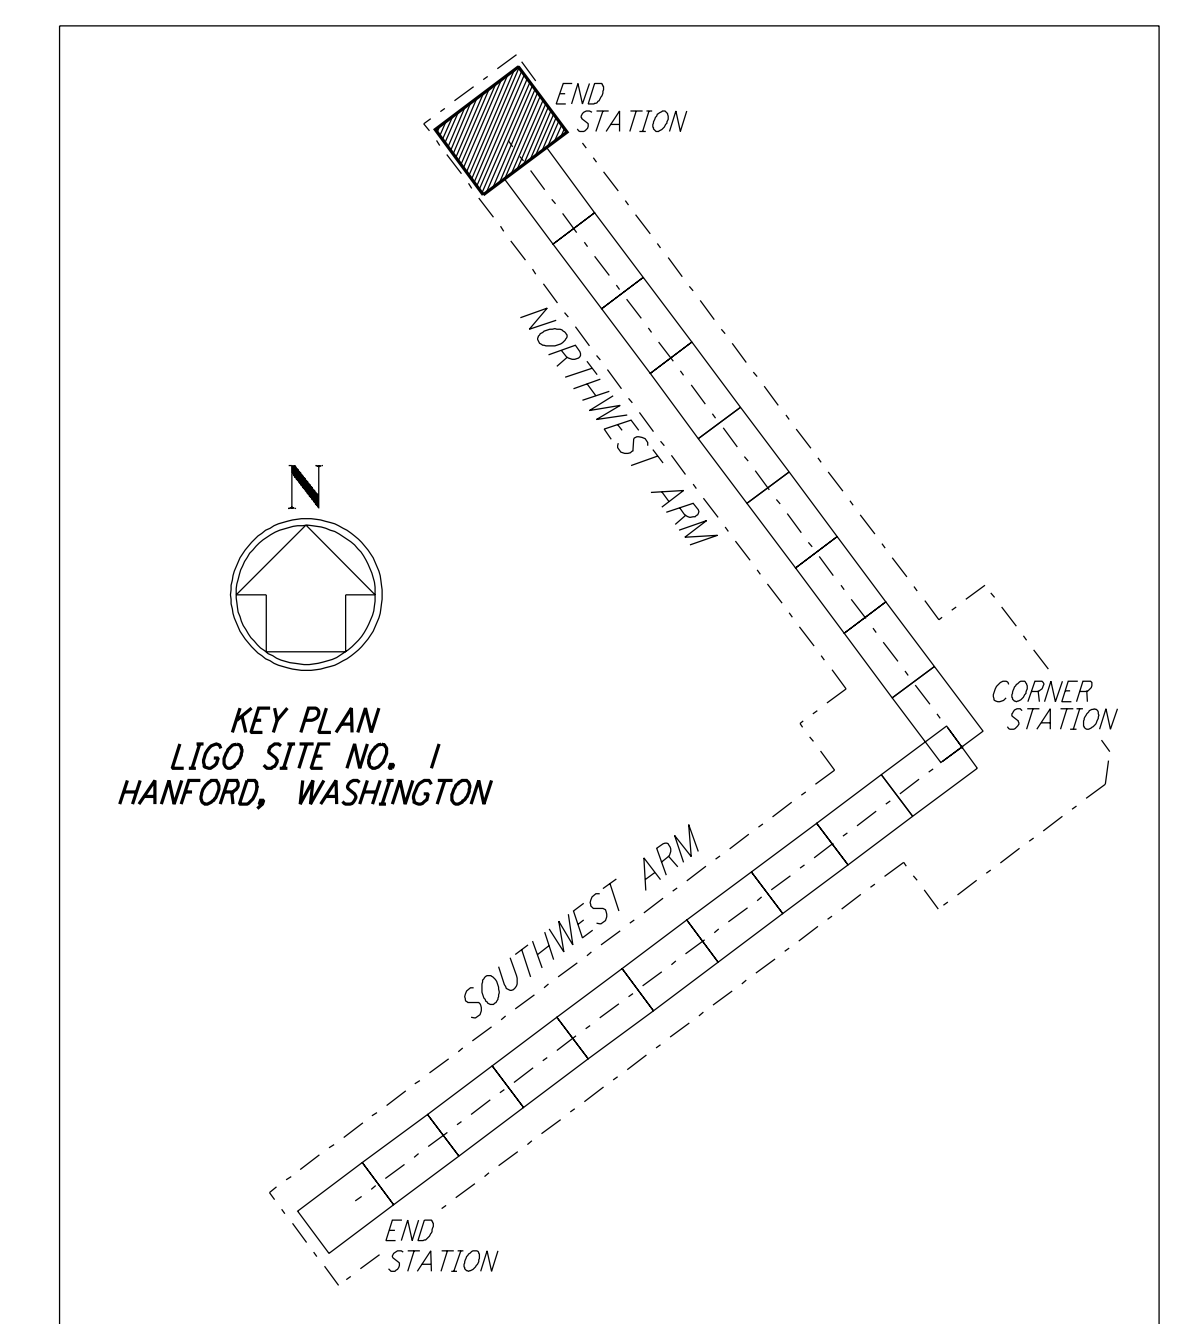 END
STATION
NORTHWEST ARM
N
CORNER
STATION
KEY PLAN
LIGO SITE NO. 1
HANFORD, WASHINGTON
SOUTHWEST ARM
END
STATION